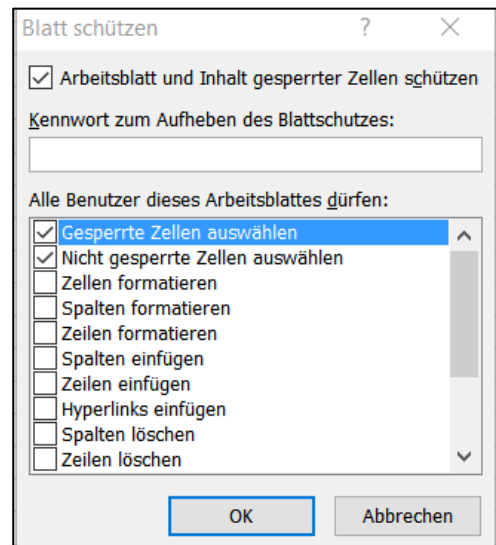 Blatt schützen ?
Arbeitsblatt und Inhalt gesperrter Zellen schützen
Kennwort zum Aufheben des Blattschutzes:
Alle Benutzer dieses Arbeitsblattes dürfen:
Gesperrte Zellen auswählen
Nicht gesperrte Zellen auswählen
Zellen formatieren
Spalten formatieren
Zeilen formatieren
Spalten einfügen
Zeilen einfügen
Hyperlinks einfügen
Spalten löschen
Zeilen löschen
OK Abbrechen